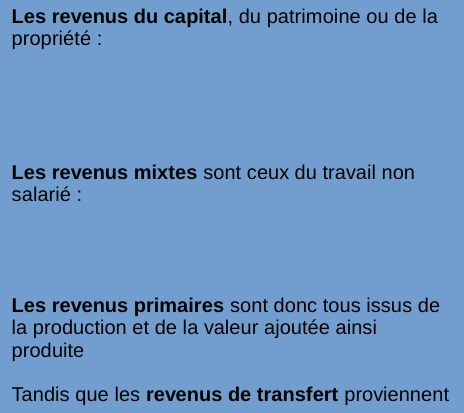 Les revenus du capital, du patrimoine ou de la
propriété :
Les revenus mixtes sont ceux du travail non
salarié :
Les revenus primaires sont donc tous issus de
la production et de la valeur ajoutée ainsi
produite
Tandis que les revenus de transfert proviennent